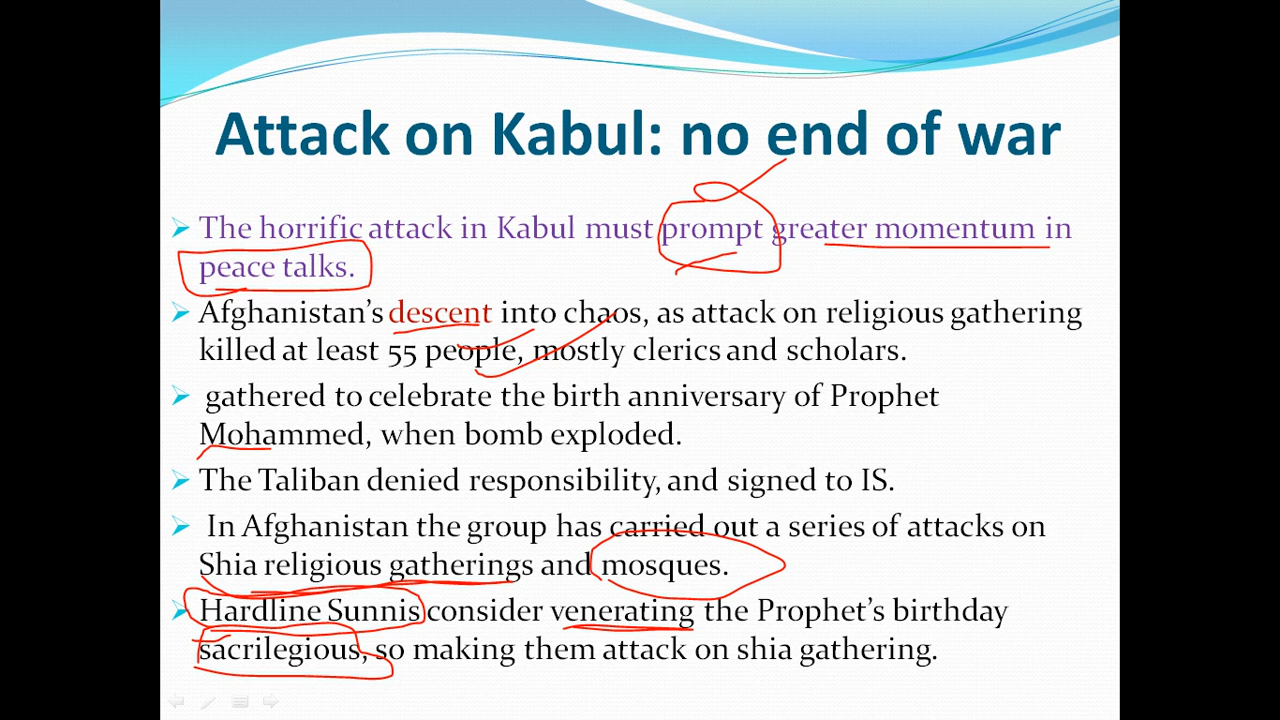 Attack on Kabul: no end of war
The horrific attack in Kabul must prompt greater momentum in
peace talks.
Afghanistan's descent into chaos, as attack on religious gathering
killed at least 55 people, mostly clerics and scholars.
gathered to celebrate the birth anniversary of Prophet
Mohammed, when bomb exploded.
The Taliban denied responsibility, and signed to IS.
In Afghanistan the group has carried out a series of attacks on
Shia religious gatherings and mosques.
Hardline Sunnis consider venerating the Prophet's birthday
sacrilegious, so making them attack on shia gathering.